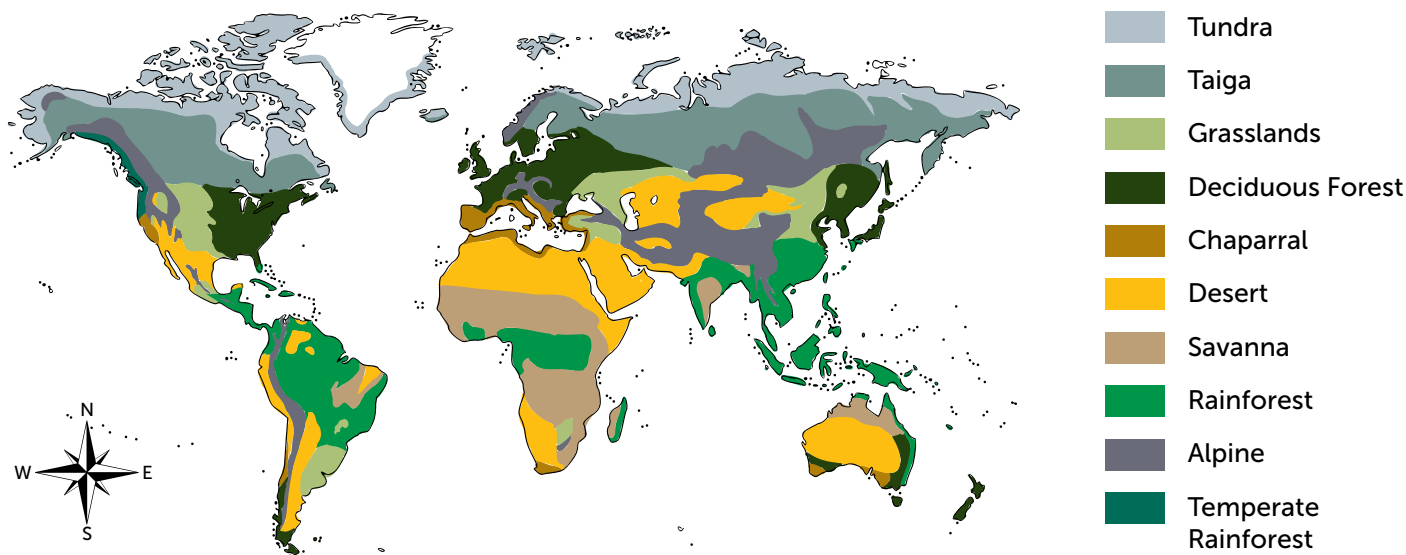 Tundra
Taiga
Grasslands
Deciduous Forest
Chaparral
Desert
Savanna
Rainforest
Alpine
Temperate
Rainforest
N
W E
S